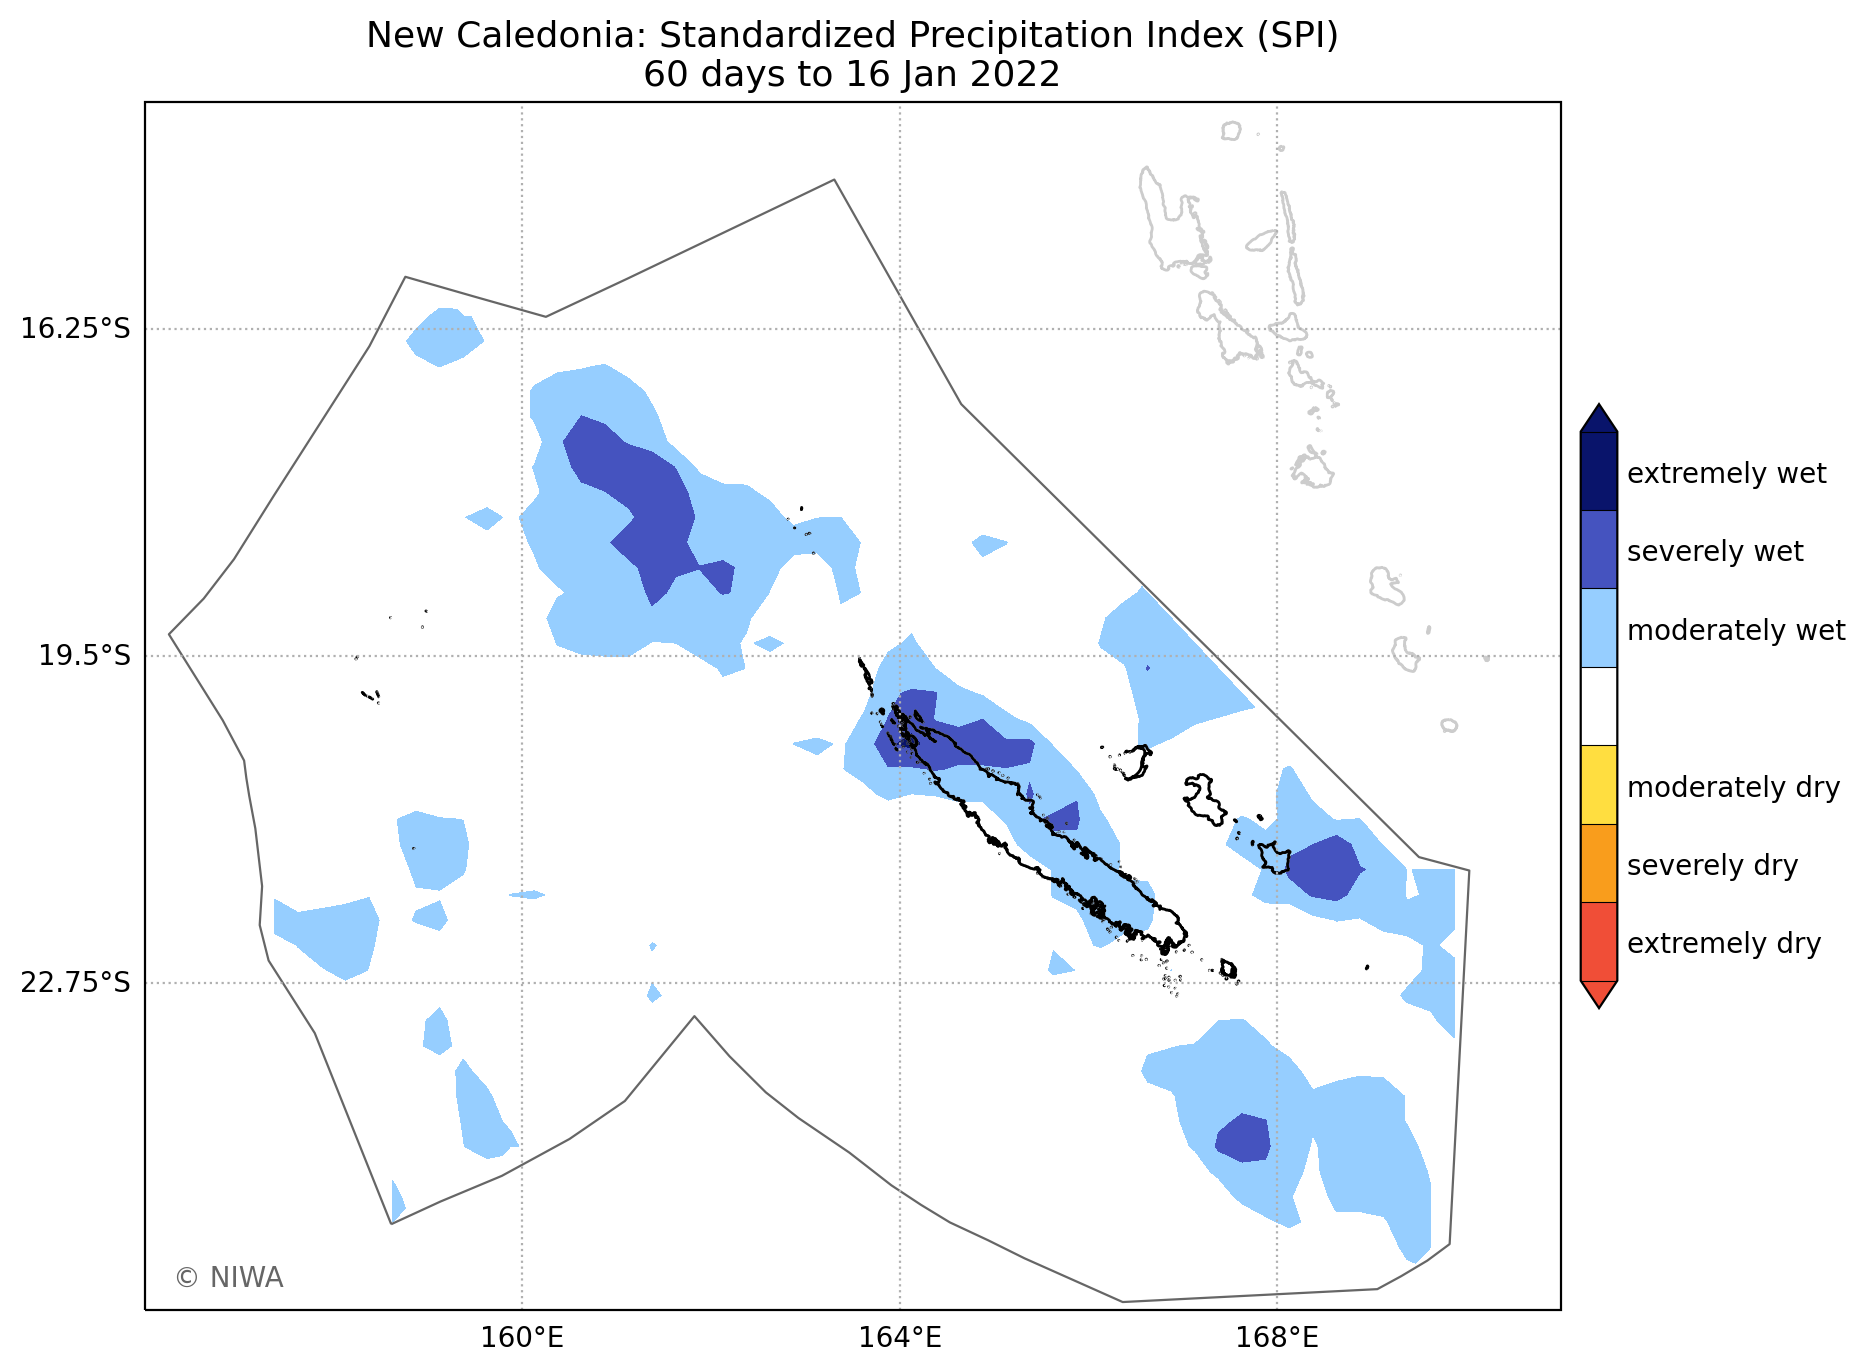 New Caledonia: Standardized Precipitation Index (SPI)
60 days to 16 Jan 2022
16.25°S
19.5°S
22.75°S
160°E
164°E
168°E
extremely wet
severely wet
moderately wet
moderately dry
severely dry
extremely dry
© NIWA